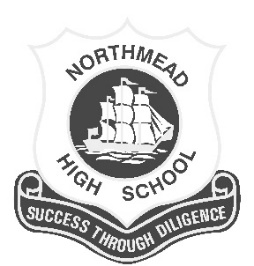 NORTHMEAD
HIGH SCHOOL
SUCCESS THROUGH DILIGENCE